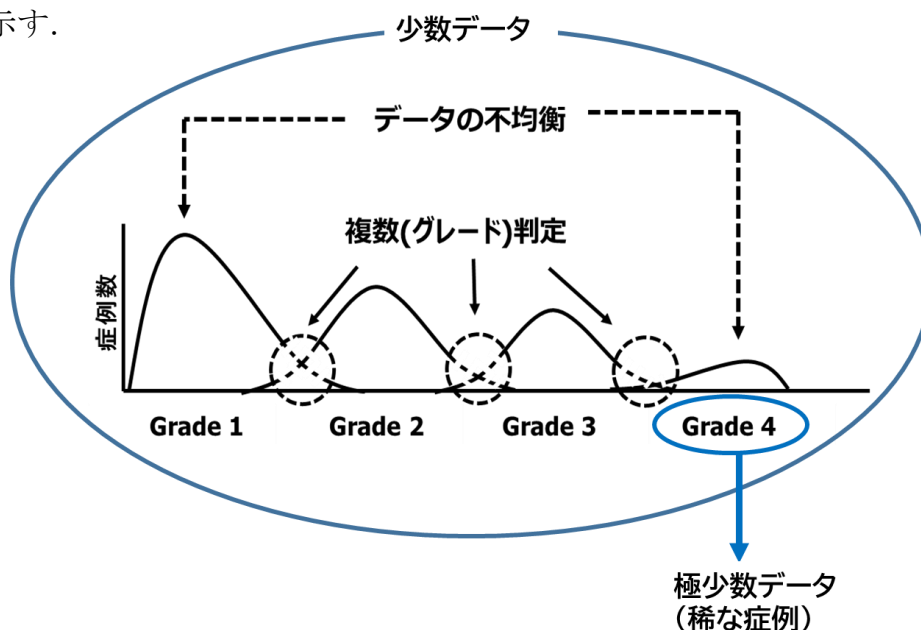 示す.
少数データ
データの不均衡
複数(グレード)判定
症例数
Grade 1
Grade 2
Grade 3
Grade 4
極少数データ
(稀な症例)